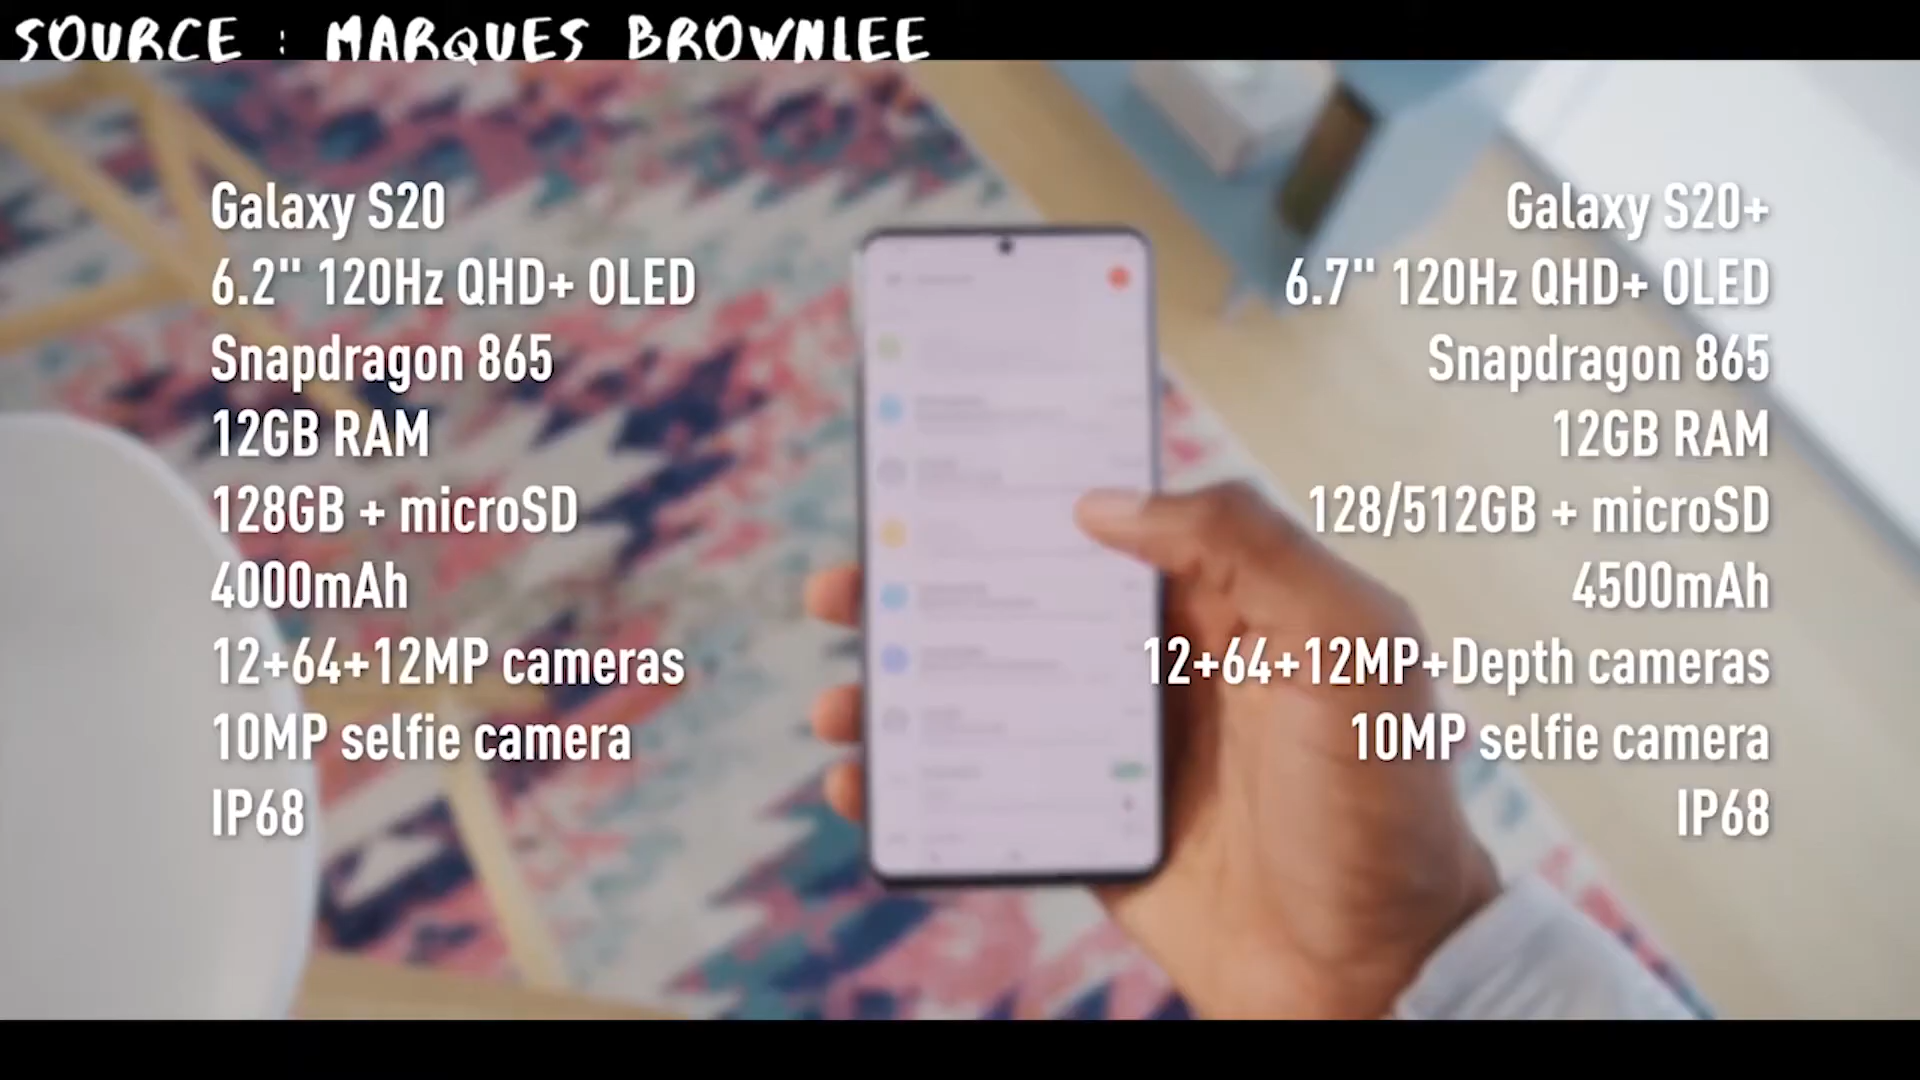 SOURCE : MARQUES BROWNLEE
Galaxy S20
6.2" 120Hz QHD+ OLED
Snapdragon 865
12GB RAM
128GB + microSD
4000mAh
12+64+12MP cameras
10MP selfie camera
IP68
Galaxy S20+
6.7" 120Hz QHD+ OLED
Snapdragon 865
12GB RAM
128/512GB + microSD
4500mAh
12+64+12MP+Depth cameras
10MP selfie camera
IP68